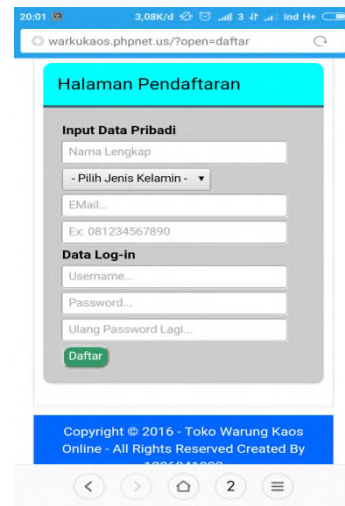 20:01 3,08K/d 3 Ind H+
warkukaos.phpnet.us/?open=daftar
Halaman Pendaftaran
Input Data Pribadi
Nama Lengkap
- Pilih Jenis Kelamin -
EMail...
Ex: 081234567890
Data Log-in
Username...
Password...
Ulang Password Lagi...
Daftar
Copyright © 2016 - Toko Warung Kaos
Online - All Rights Reserved Created By
2